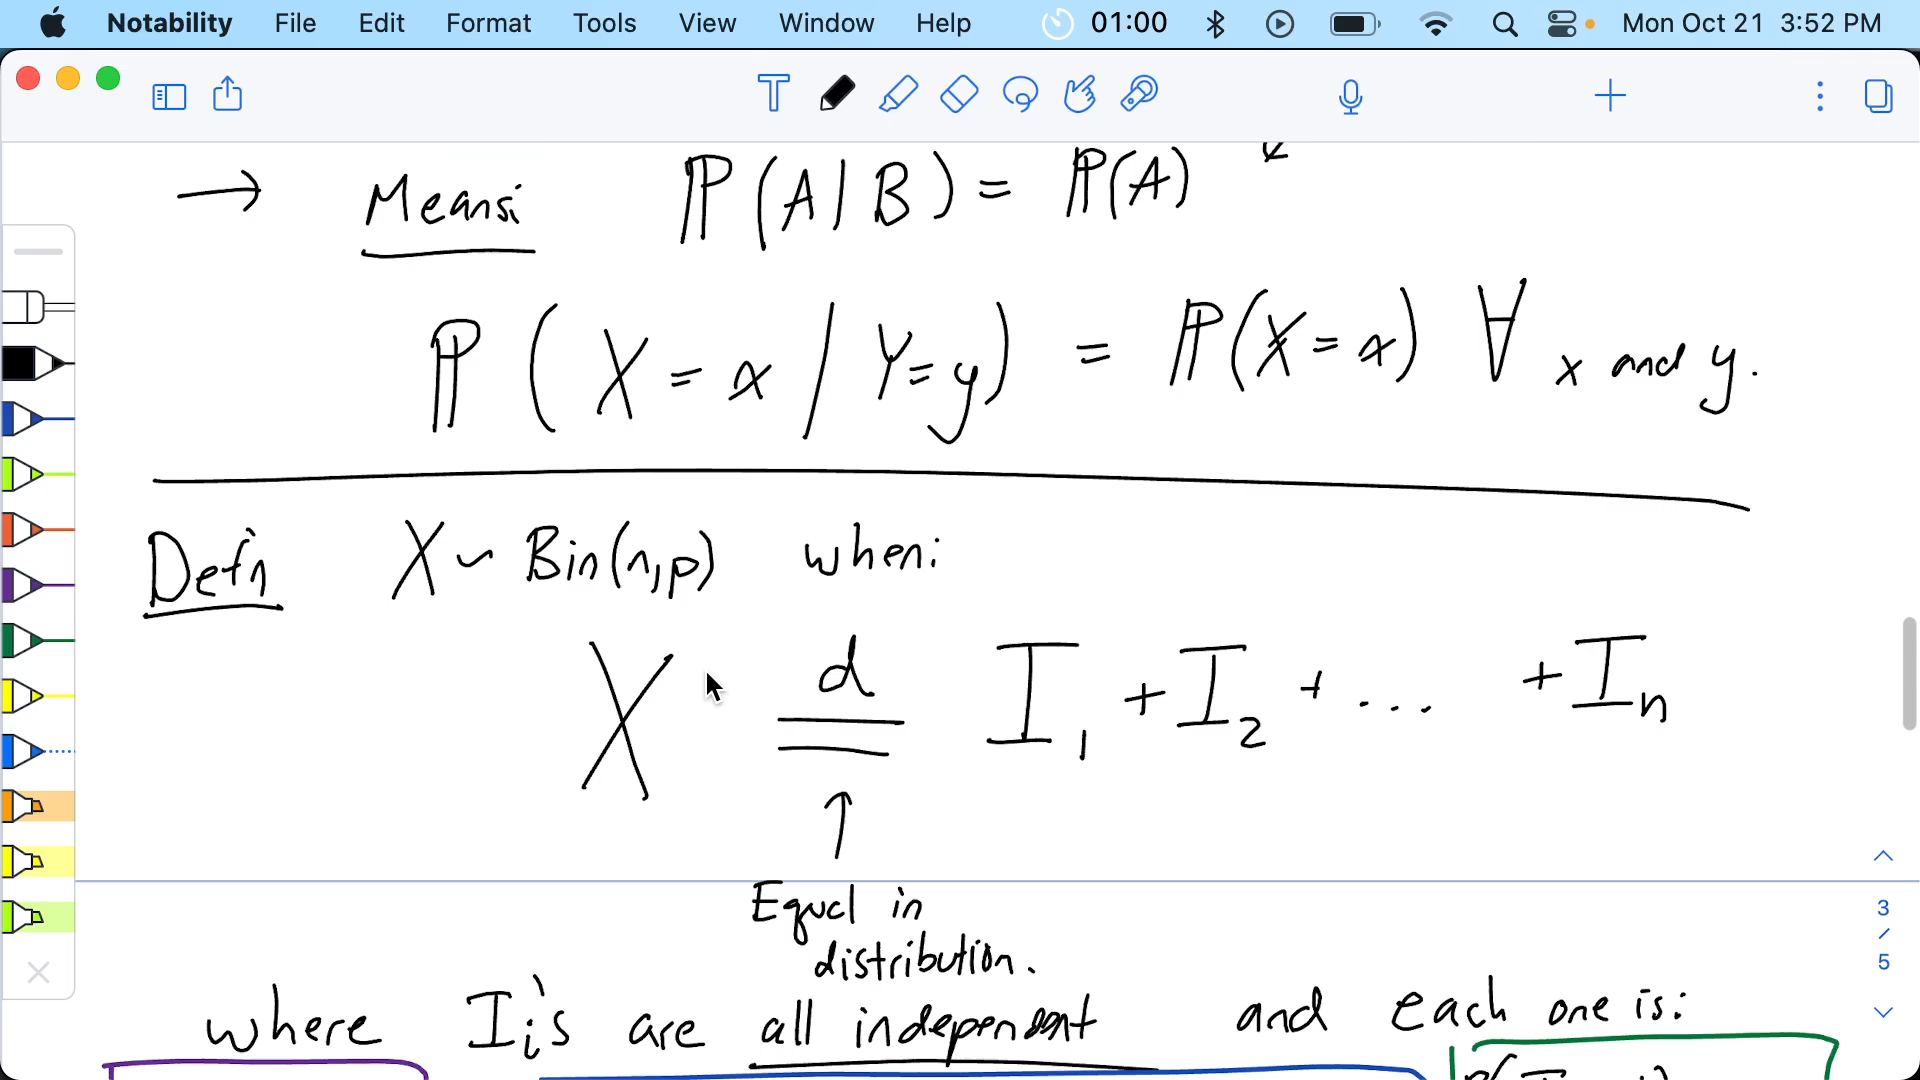 Notability File Edit Format Tools View Window Help 01:00 Mon Oct 21 3:52 PM
→ Means: ℙ(A|B) = ℙ(A)
ℙ(X = x / Y = y) = ℙ(X = x) ∀ x and y.
Defn X ~ Bin(n,p) when:
X d= I₁ + I₂ + ... + Iₙ
↑
Equal in
distribution.
3
/
5
where Iᵢ's are all independent and each one is: